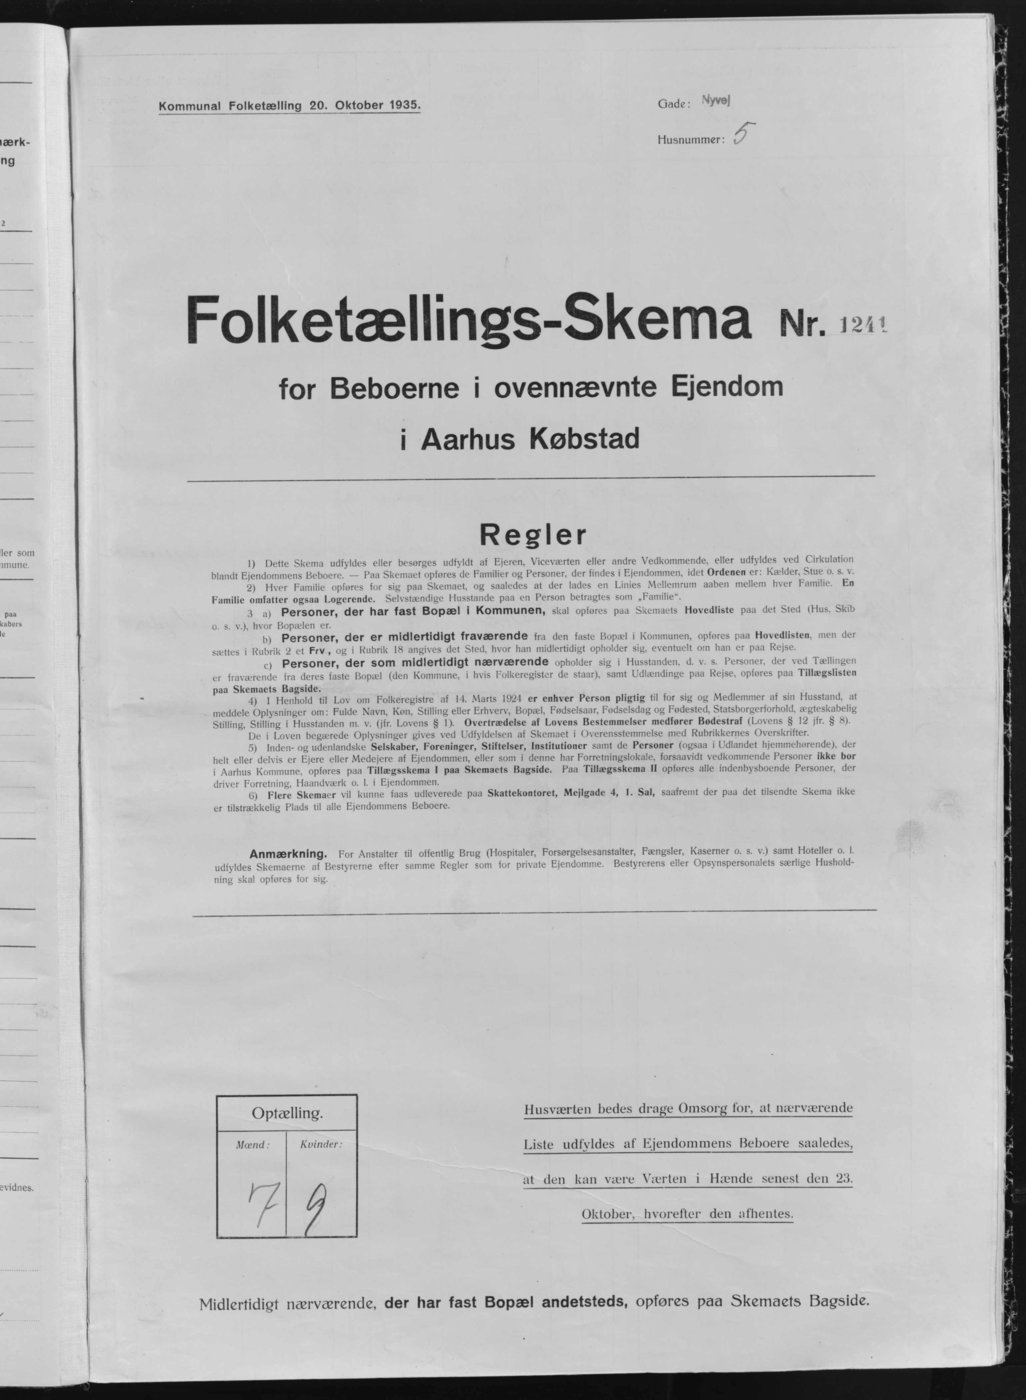 Kommunal Folketælling 20. Oktober 1935.
Gade: Nyvej
Husnummer: 5
Folketællings-Skema Nr. 1241
for Beboerne i ovennævnte Ejendom
i Aarhus Købstad
Regler
1) Dette Skema udfyldes eller besørges udfyldt af Ejeren, Viceværten eller andre Vedkommende, eller udfyldes ved Cirkulation
blandt Ejendommens Beboere. — Paa Skemaet opføres de Familier og Personer, der findes i Ejendommen, idet Ordenen er: Kælder, Stue o. s. v.
2) Hver Familie opføres for sig paa Skemaet, og saaledes at der lades en Linies Mellemrum aaben mellem hver Familie. En
Familie omfatter ogsaa Logerende. Selvstændige Husstande paa en Person betragtes som „Familie“.
3 a) Personer, der har fast Bopæl i Kommunen, skal opføres paa Skemaets Hovedliste paa det Sted (Hus, Skib
o. s. v.), hvor Bopælen er.
b) Personer, der er midlertidigt fraværende fra den faste Bopæl i Kommunen, opføres paa Hovedlisten, men der
sættes i Rubrik 2 et Frv, og i Rubrik 18 angives det Sted, hvor han midlertidigt opholder sig, eventuelt om han er paa Rejse.
c) Personer, der som midlertidigt nærværende opholder sig i Husstanden, d. v. s. Personer, der ved Tællingen
er fraværende fra deres faste Bopæl (den Kommune, i hvis Folkeregister de staar), samt Udlændinge paa Rejse, opføres paa Tillægslisten
paa Skemaets Bagside.
4) I Henhold til Lov om Folkeregistre af 14. Marts 1924 er enhver Person pligtig til for sig og Medlemmer af sin Husstand, at
meddele Oplysninger om: Fulde Navn, Køn, Stilling eller Erhverv, Bopæl, Fødselsaar, Fødselsdag og Fødested, Statsborgerforhold, ægteskabelig
Stilling, Stilling i Husstanden m. v. (jfr. Lovens § 1). Overtrædelse af Lovens Bestemmelser medfører Bødestraf (Lovens § 12 jfr. § 8).
De i Loven begærede Oplysninger gives ved Udfyldelsen af Skemaet i Overensstemmelse med Rubrikkernes Overskrifter.
5) Inden- og udenlandske Selskaber, Foreninger, Stiftelser, Institutioner samt de Personer (ogsaa i Udlandet hjemmehørende), der
helt eller delvis er Ejere eller Medejere af Ejendommen, eller som i denne har Forretningslokale, forsaavidt vedkommende Personer ikke bor
i Aarhus Kommune, opføres paa Tillægsskema I paa Skemaets Bagside. Paa Tillægsskema II opføres alle indenbysboende Personer, der
driver Forretning, Haandværk o. l. i Ejendommen.
6) Flere Skemaer vil kunne faas udleverede paa Skattekontoret, Mejlgade 4, 1. Sal, saafremt der paa det tilsendte Skema ikke
er tilstrækkelig Plads til alle Ejendommens Beboere.
Anmærkning. For Anstalter til offentlig Brug (Hospitaler, Forsørgelsesanstalter, Fængsler, Kaserner o. s. v.) samt Hoteller o. l.
udfyldes Skemaerne af Bestyrerne efter samme Regler som for private Ejendomme. Bestyrerens eller Opsynspersonalets særlige Hushold-
ning skal opføres for sig.
Optælling.
Mænd: Kvinder:
7 9
Husværten bedes drage Omsorg for, at nærværende
Liste udfyldes af Ejendommens Beboere saaledes,
at den kan være Værten i Hænde senest den 23.
Oktober, hvorefter den afhentes.
Midlertidigt nærværende, der har fast Bopæl andetsteds, opføres paa Skemaets Bagside.